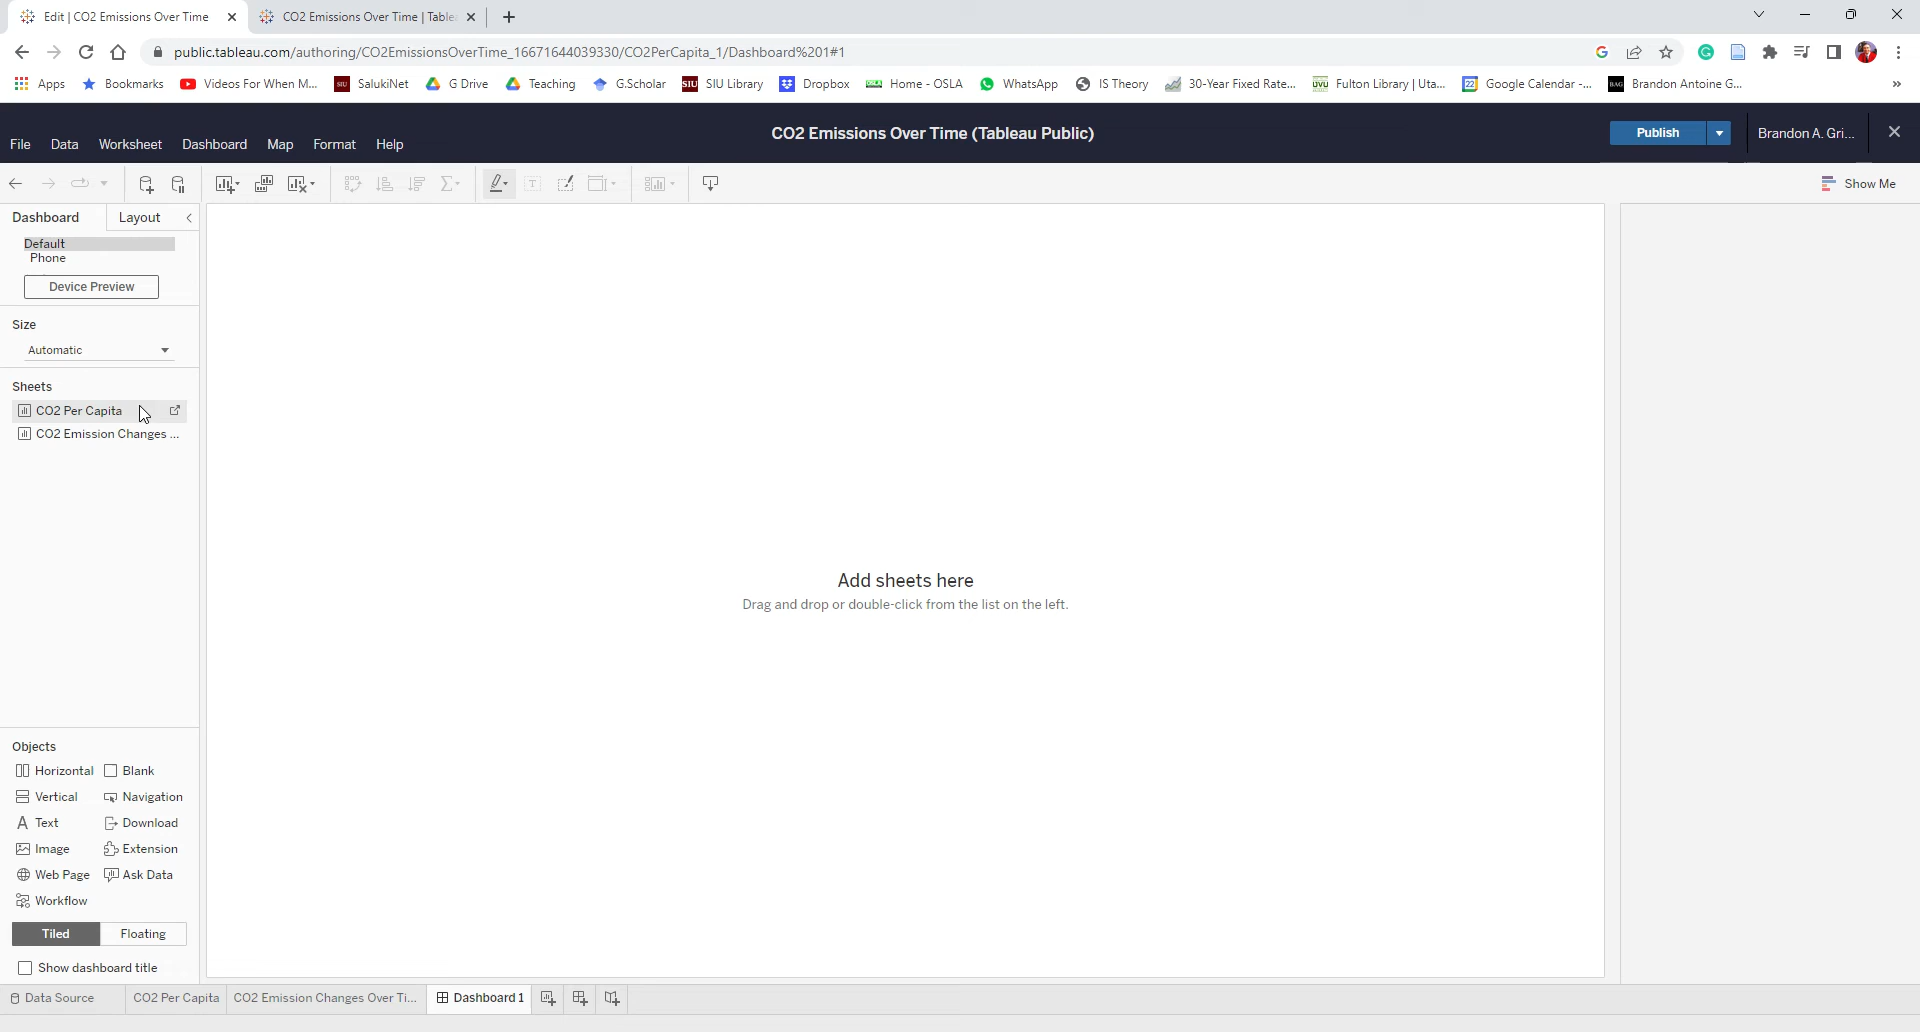 Edit | CO2 Emissions Over Time
CO2 Emissions Over Time | Table
public.tableau.com/authoring/CO2EmissionsOverTime_16671644039330/CO2PerCapita_1/Dashboard%201#1
Apps Bookmarks Videos For When M... SIU SalukiNet G Drive Teaching G.Scholar SIU SIU Library Dropbox Home - OSLA WhatsApp IS Theory 30-Year Fixed Rate... UVU Fulton Library | Uta... 22 Google Calendar -... BAG Brandon Antoine G... »
CO2 Emissions Over Time (Tableau Public)
Publish
Brandon A. Gri...
File Data Worksheet Dashboard Map Format Help
Show Me
Dashboard Layout
Default
Phone
Device Preview
Size
Automatic
Sheets
CO2 Per Capita
CO2 Emission Changes ...
Add sheets here
Drag and drop or double-click from the list on the left.
Objects
Horizontal Blank
Vertical Navigation
A Text Download
Image Extension
Web Page Ask Data
Workflow
Tiled Floating
Show dashboard title
Data Source CO2 Per Capita CO2 Emission Changes Over Ti... Dashboard 1